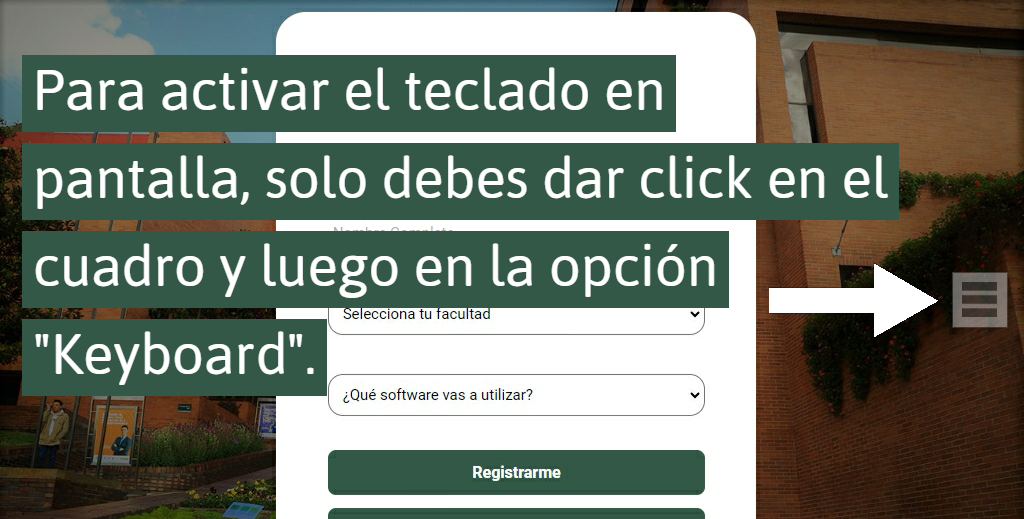 Para activar el teclado en
pantalla, solo debes dar click en el
Nombre Completo
cuadro y luego en la opción
Selecciona tu facultad
"Keyboard".
¿Qué software vas a utilizar?
Registrarme